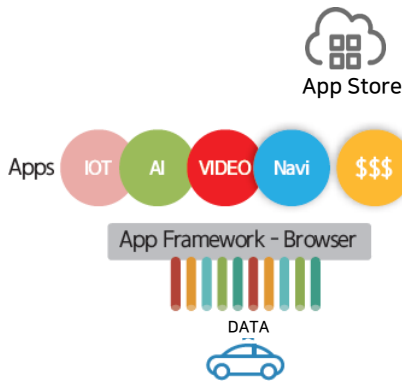 App Store
Apps IOT AI VIDEO Navi $$$
App Framework - Browser
DATA